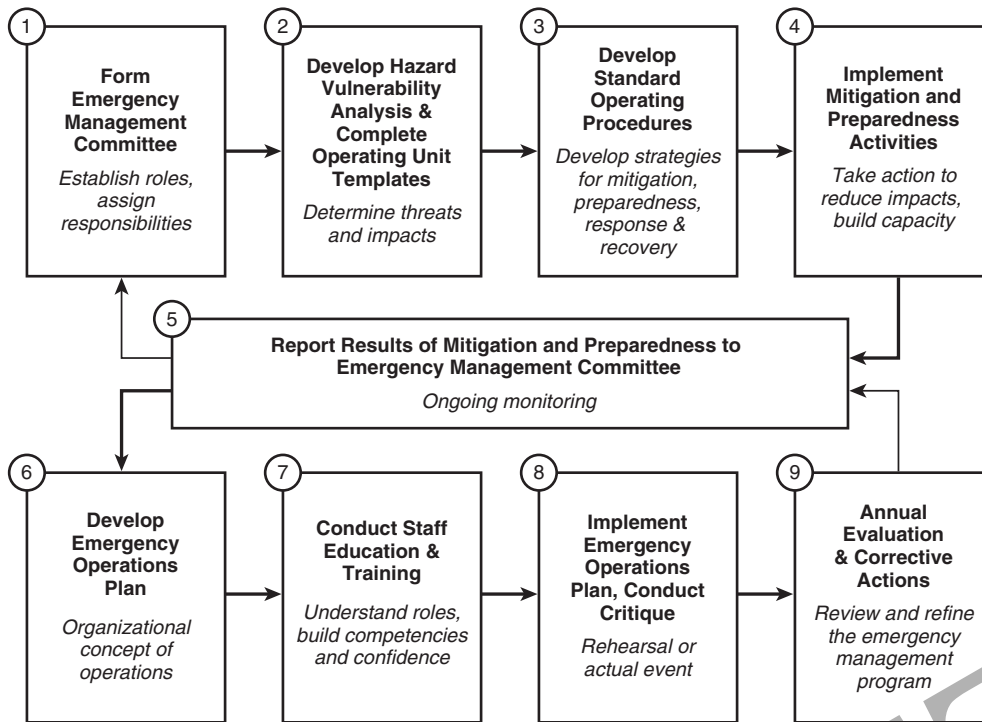 1
Form
Emergency
Management
Committee
Establish roles,
assign
responsibilities
2
Develop Hazard
Vulnerability
Analysis &
Complete
Operating Unit
Templates
Determine threats
and impacts
3
Develop
Standard
Operating
Procedures
Develop strategies
for mitigation,
preparedness,
response &
recovery
4
Implement
Mitigation and
Preparedness
Activities
Take action to
reduce impacts,
build capacity
5
Report Results of Mitigation and Preparedness to
Emergency Management Committee
Ongoing monitoring
6
Develop
Emergency
Operations
Plan
Organizational
concept of
operations
7
Conduct Staff
Education &
Training
Understand roles,
build competencies
and confidence
8
Implement
Emergency
Operations
Plan, Conduct
Critique
Rehearsal or
actual event
9
Annual
Evaluation
& Corrective
Actions
Review and refine
the emergency
management
program